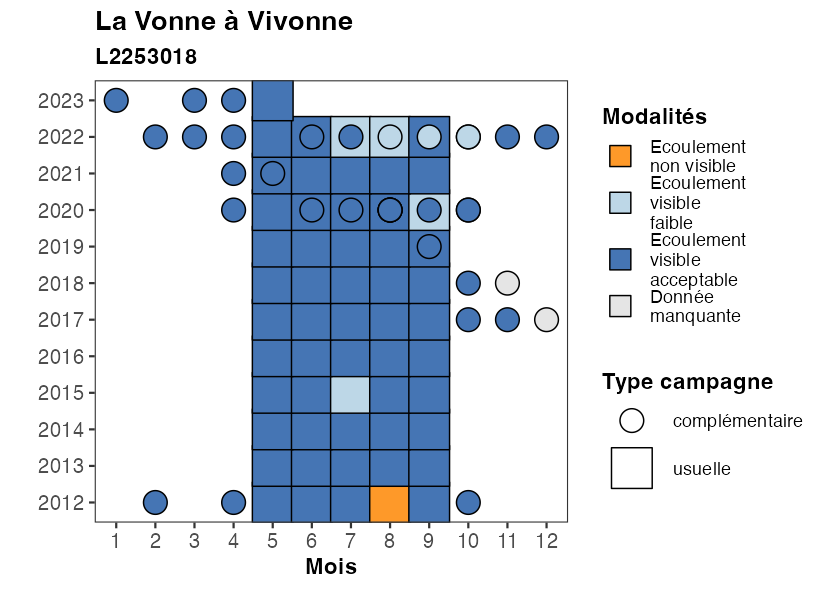 La Vonne à Vivonne
L2253018
2023
2022
2021
2020
2019
2018
2017
2016
2015
2014
2013
2012
1 2 3 4 5 6 7 8 9 10 11 12
Mois
Modalités
Ecoulement
non visible
Ecoulement
visible
faible
Ecoulement
visible
acceptable
Donnée
manquante
Type campagne
complémentaire
usuelle